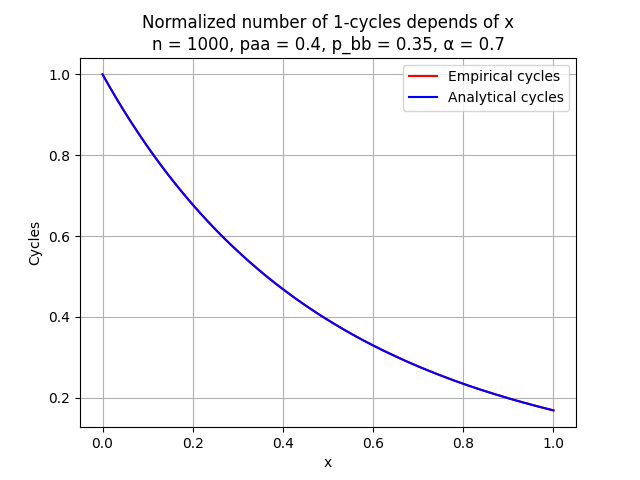 Normalized number of 1-cycles depends of x
n = 1000, paa = 0.4, p_bb = 0.35, α = 0.7
Empirical cycles
Analytical cycles
1.0
0.8
0.6
0.4
0.2
Cycles
0.0 0.2 0.4 0.6 0.8 1.0
x